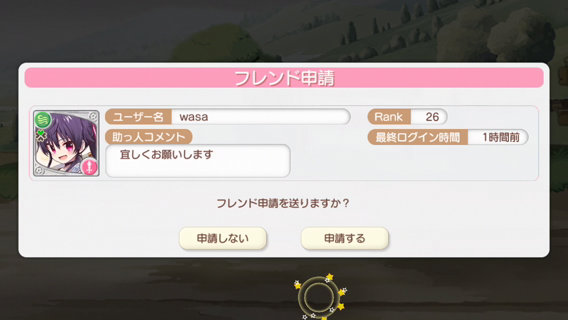 フレンド申請
ユーザー名 wasa Rank 26
助っ人コメント 最終ログイン時間 1時間前
宜しくお願いします
フレンド申請を送りますか？
申請しない 申請する